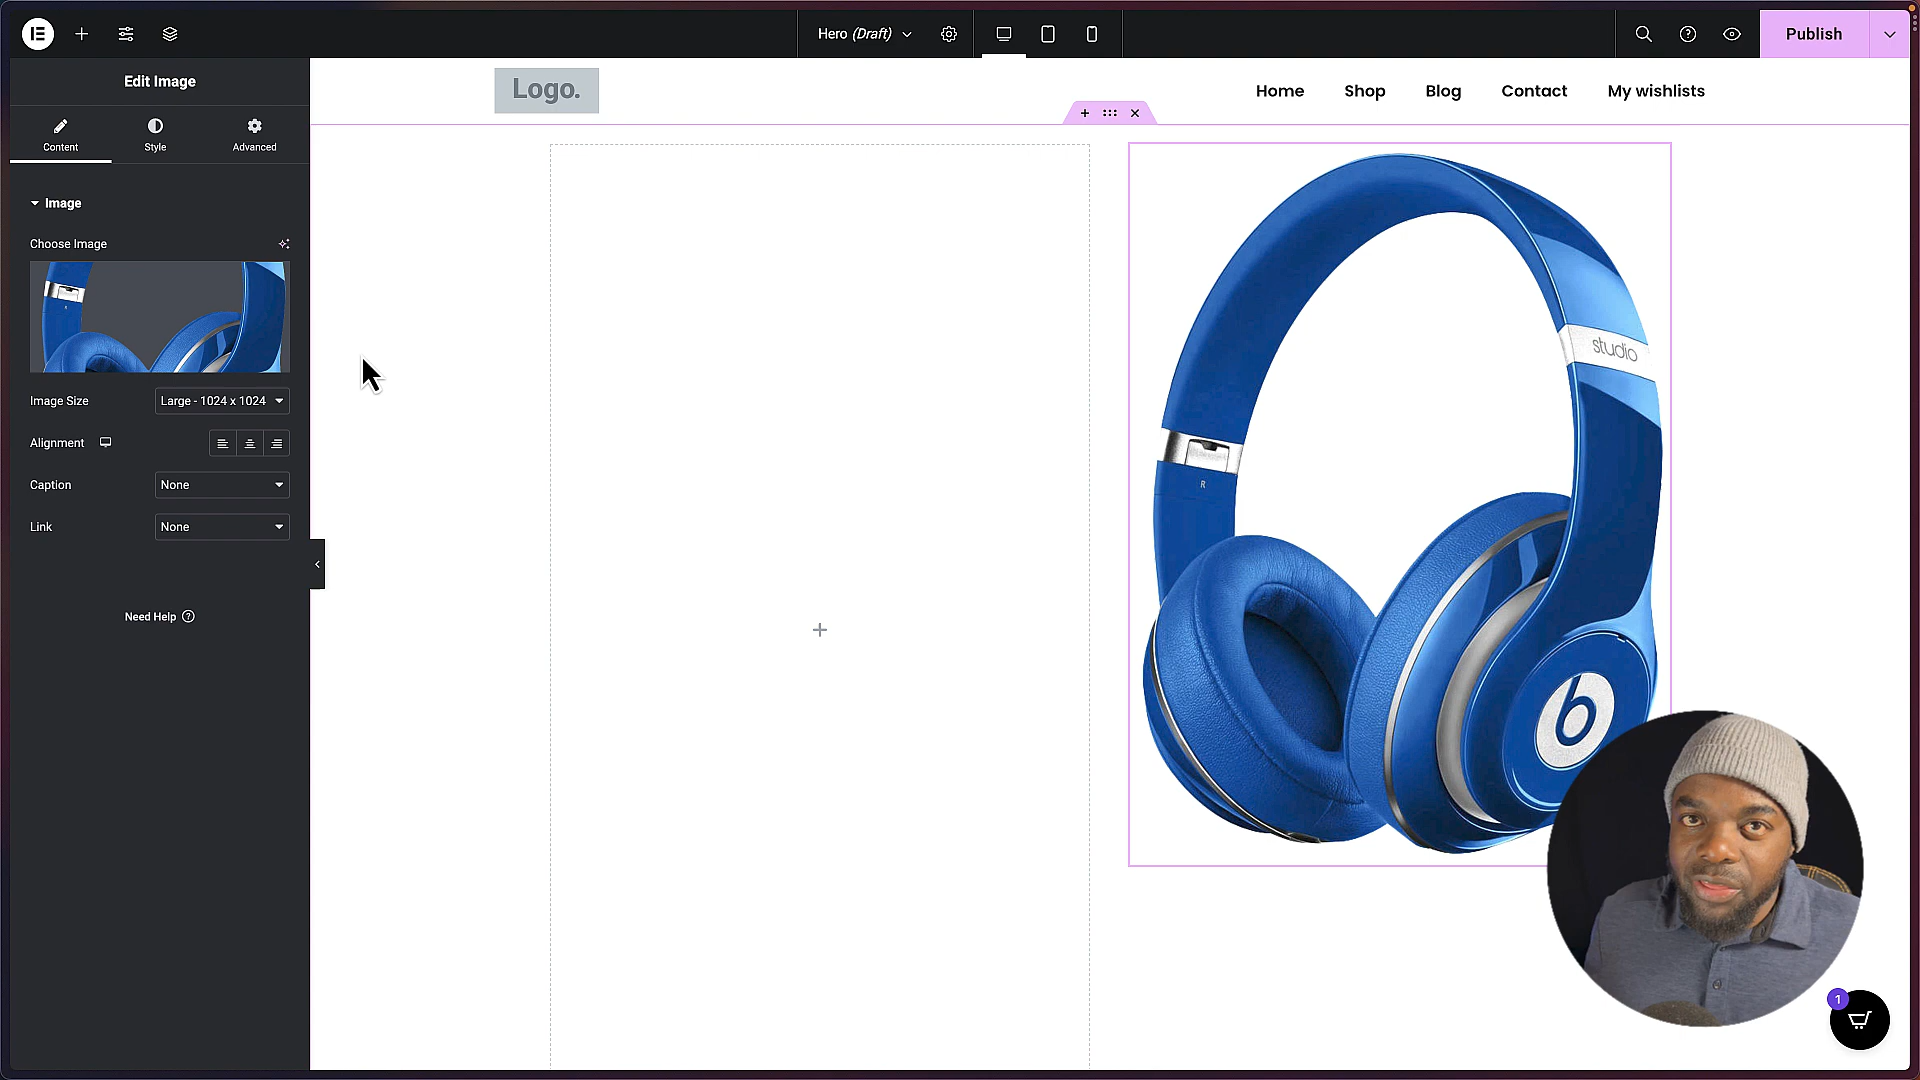 Hero (Draft)
Publish
Edit Image
Content
Style
Advanced
Image
Choose Image
Image Size
Large - 1024 x 1024
Alignment
Caption
None
Link
None
Need Help
Logo.
Home
Shop
Blog
Contact
My wishlists
studio
R
b
1